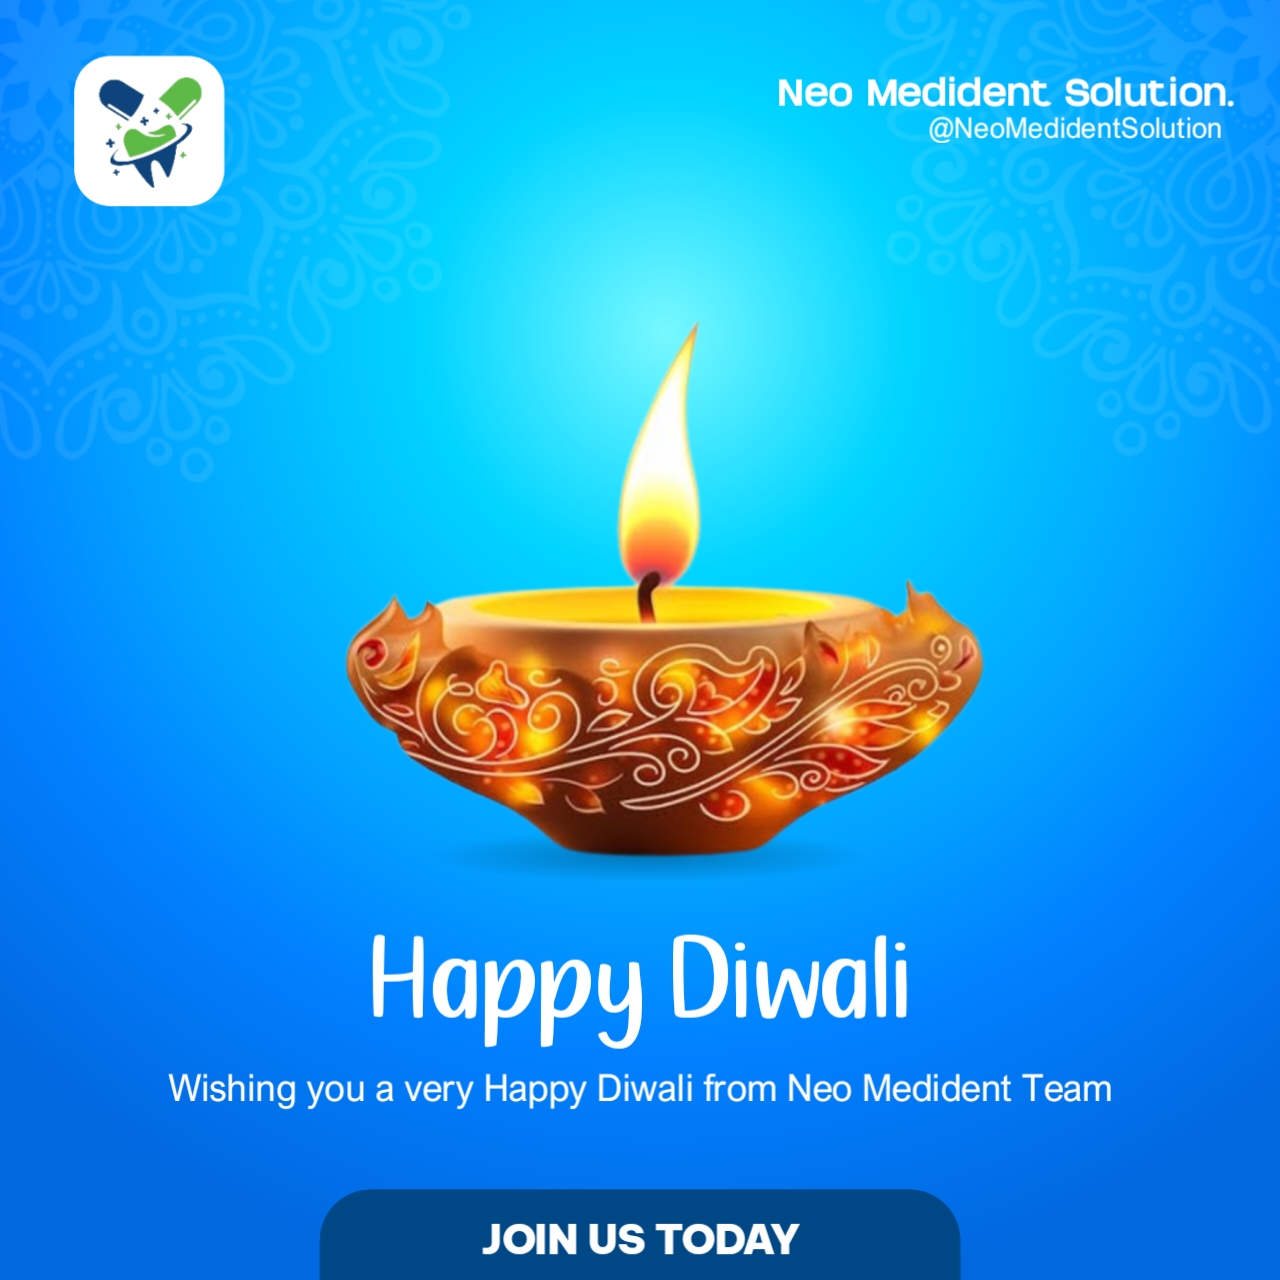 Neo Medident Solution.
@NeoMedidentSolution
Happy Diwali
Wishing you a very Happy Diwali from Neo Medident Team
JOIN US TODAY